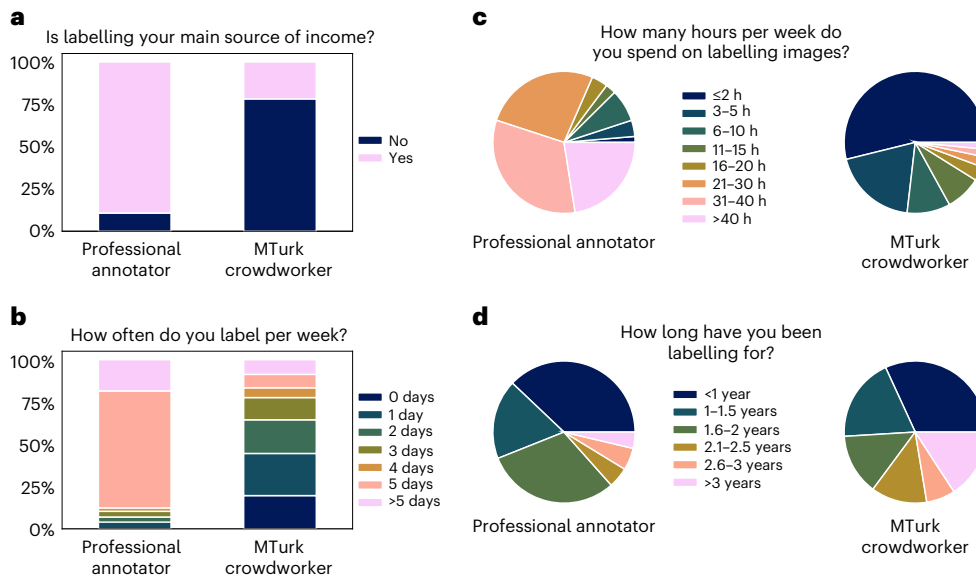 a
Is labelling your main source of income?
100%
75%
50%
25%
0%
Professional
annotator
MTurk
crowdworker
No
Yes
b
How often do you label per week?
100%
75%
50%
25%
0%
Professional
annotator
MTurk
crowdworker
0 days
1 day
2 days
3 days
4 days
5 days
>5 days
c
How many hours per week do
you spend on labelling images?
≤2 h
3–5 h
6–10 h
11–15 h
16–20 h
21–30 h
31–40 h
>40 h
Professional annotator
MTurk
crowdworker
d
How long have you been
labelling for?
<1 year
1–1.5 years
1.6–2 years
2.1–2.5 years
2.6–3 years
>3 years
Professional annotator
MTurk
crowdworker